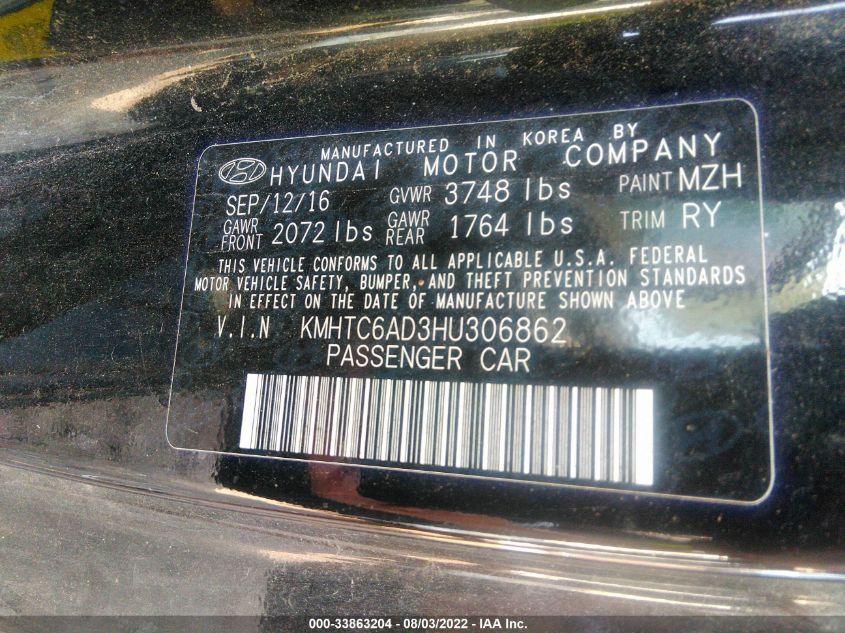 MANUFACTURED IN KOREA BY
HYUNDAI MOTOR COMPANY
SEP/12/16 GVWR 3748 lbs PAINT MZH
GAWR FRONT 2072 lbs GAWR REAR 1764 lbs TRIM RY
THIS VEHICLE CONFORMS TO ALL APPLICABLE U.S.A. FEDERAL
MOTOR VEHICLE SAFETY, BUMPER, AND THEFT PREVENTION STANDARDS
IN EFFECT ON THE DATE OF MANUFACTURE SHOWN ABOVE.
V.I.N KMHTC6AD3HU306862
PASSENGER CAR
000-33863204 - 08/03/2022 - IAA Inc.